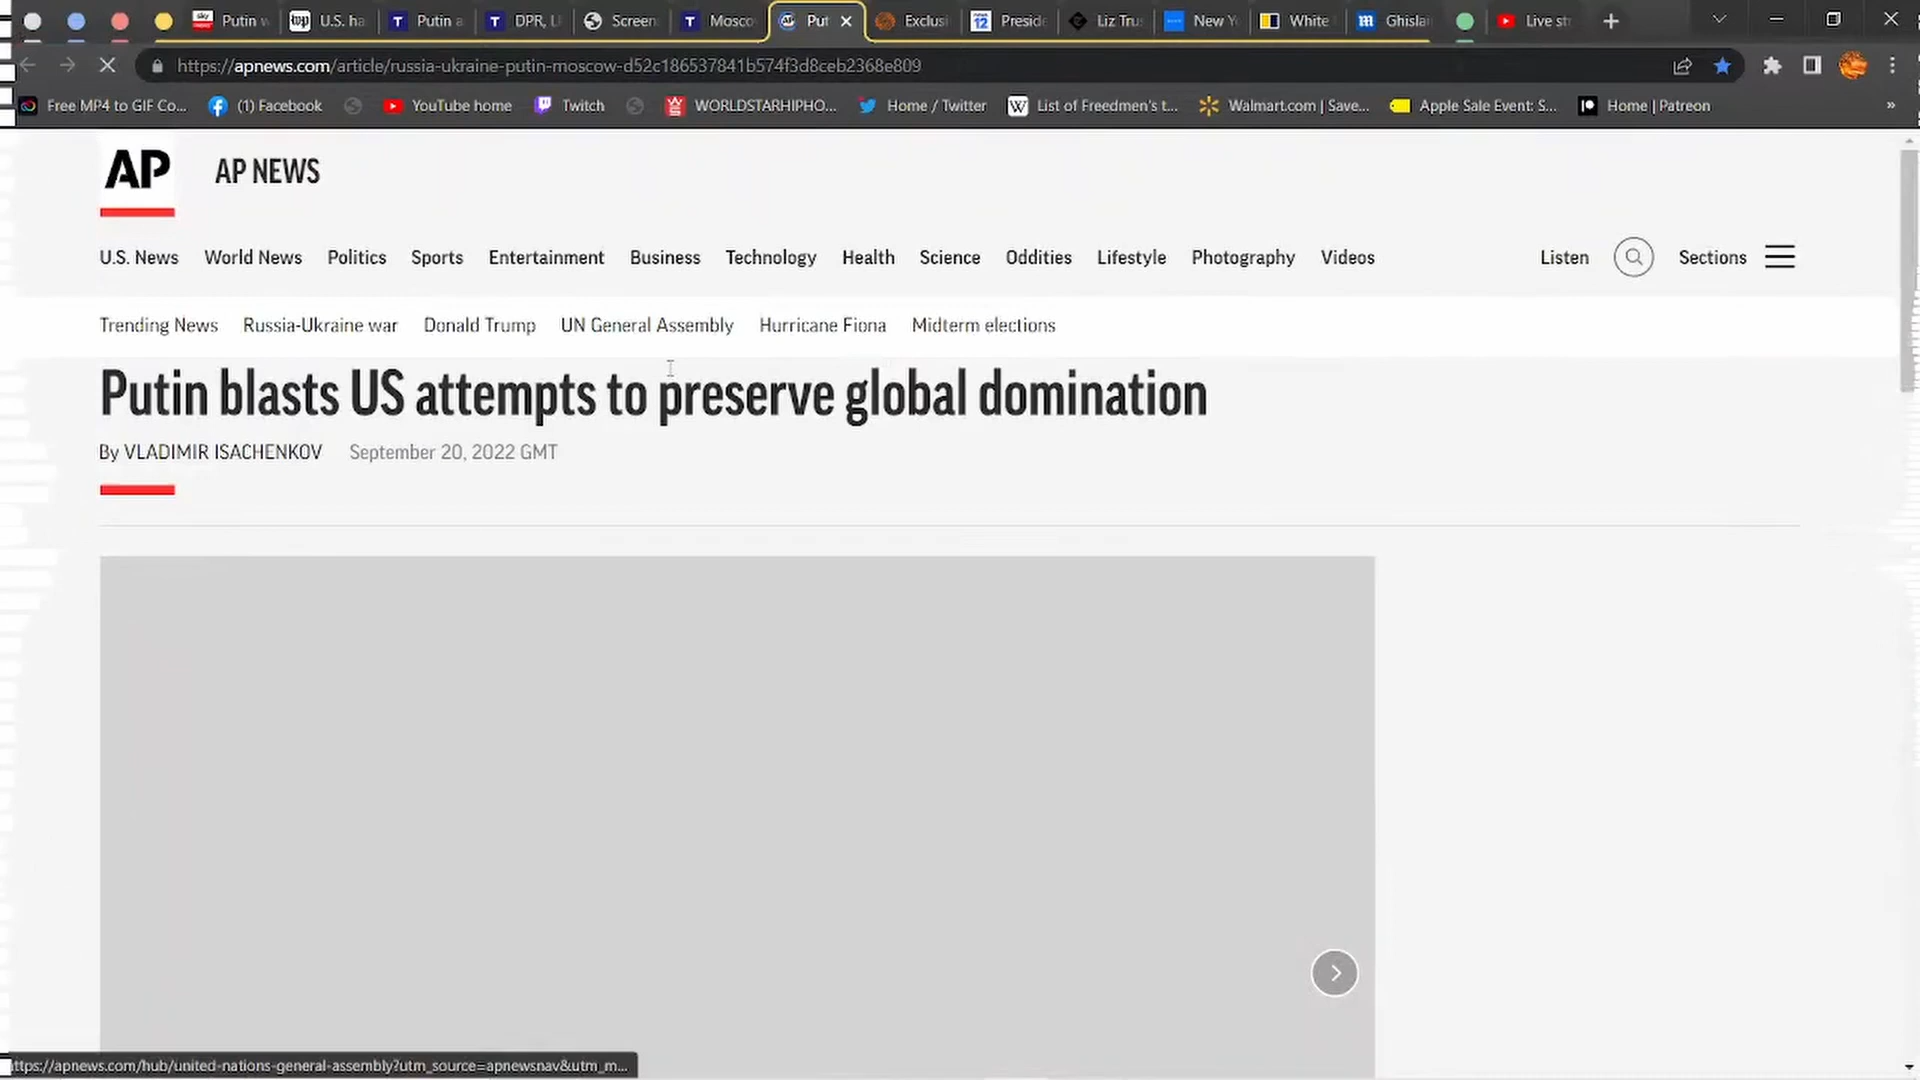 Putin w
U.S. ha
Putin a
DPR, L
Screen
Mosco
Put
Exclusi
Preside
Liz Trus
New Y
White
Ghislai
Live str
https://apnews.com/article/russia-ukraine-putin-moscow-d52c186537841b574f3d8ceb2368e809
Free MP4 to GIF Co...
(1) Facebook
YouTube home
Twitch
WORLDSTARHIPHO...
Home / Twitter
List of Freedmen's t...
Walmart.com | Save...
Apple Sale Event: S...
Home | Patreon
AP
AP NEWS
U.S. News World News Politics Sports Entertainment Business Technology Health Science Oddities Lifestyle Photography Videos Listen Sections
Trending News Russia-Ukraine war Donald Trump UN General Assembly Hurricane Fiona Midterm elections
Putin blasts US attempts to preserve global domination
By VLADIMIR ISACHENKOV September 20, 2022 GMT
ttps://apnews.com/hub/united-nations-general-assembly?utm_source=apnewsnav&utm_m...